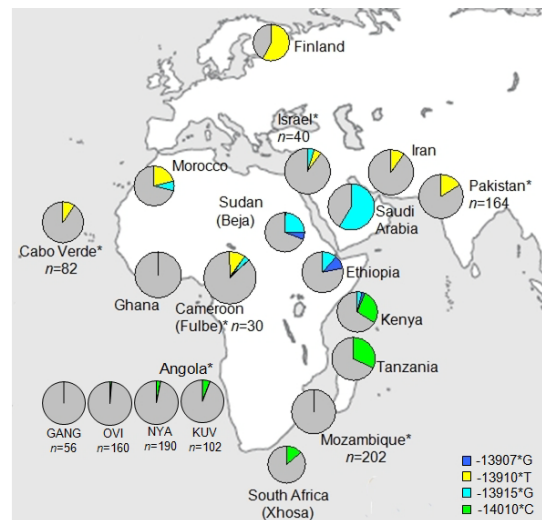 Finland
Israel*
n=40
Morocco
Iran
Pakistan*
n=164
Sudan
(Beja)
Saudi
Arabia
Cabo Verde*
n=82
Ethiopia
Ghana
Cameroon
(Fulbe)* n=30
Kenya
Angola*
Tanzania
GANG
n=56
OVI
n=160
NYA
n=190
KUV
n=102
Mozambique*
n=202
South Africa
(Xhosa)
-13907*G
-13910*T
-13915*G
-14010*C